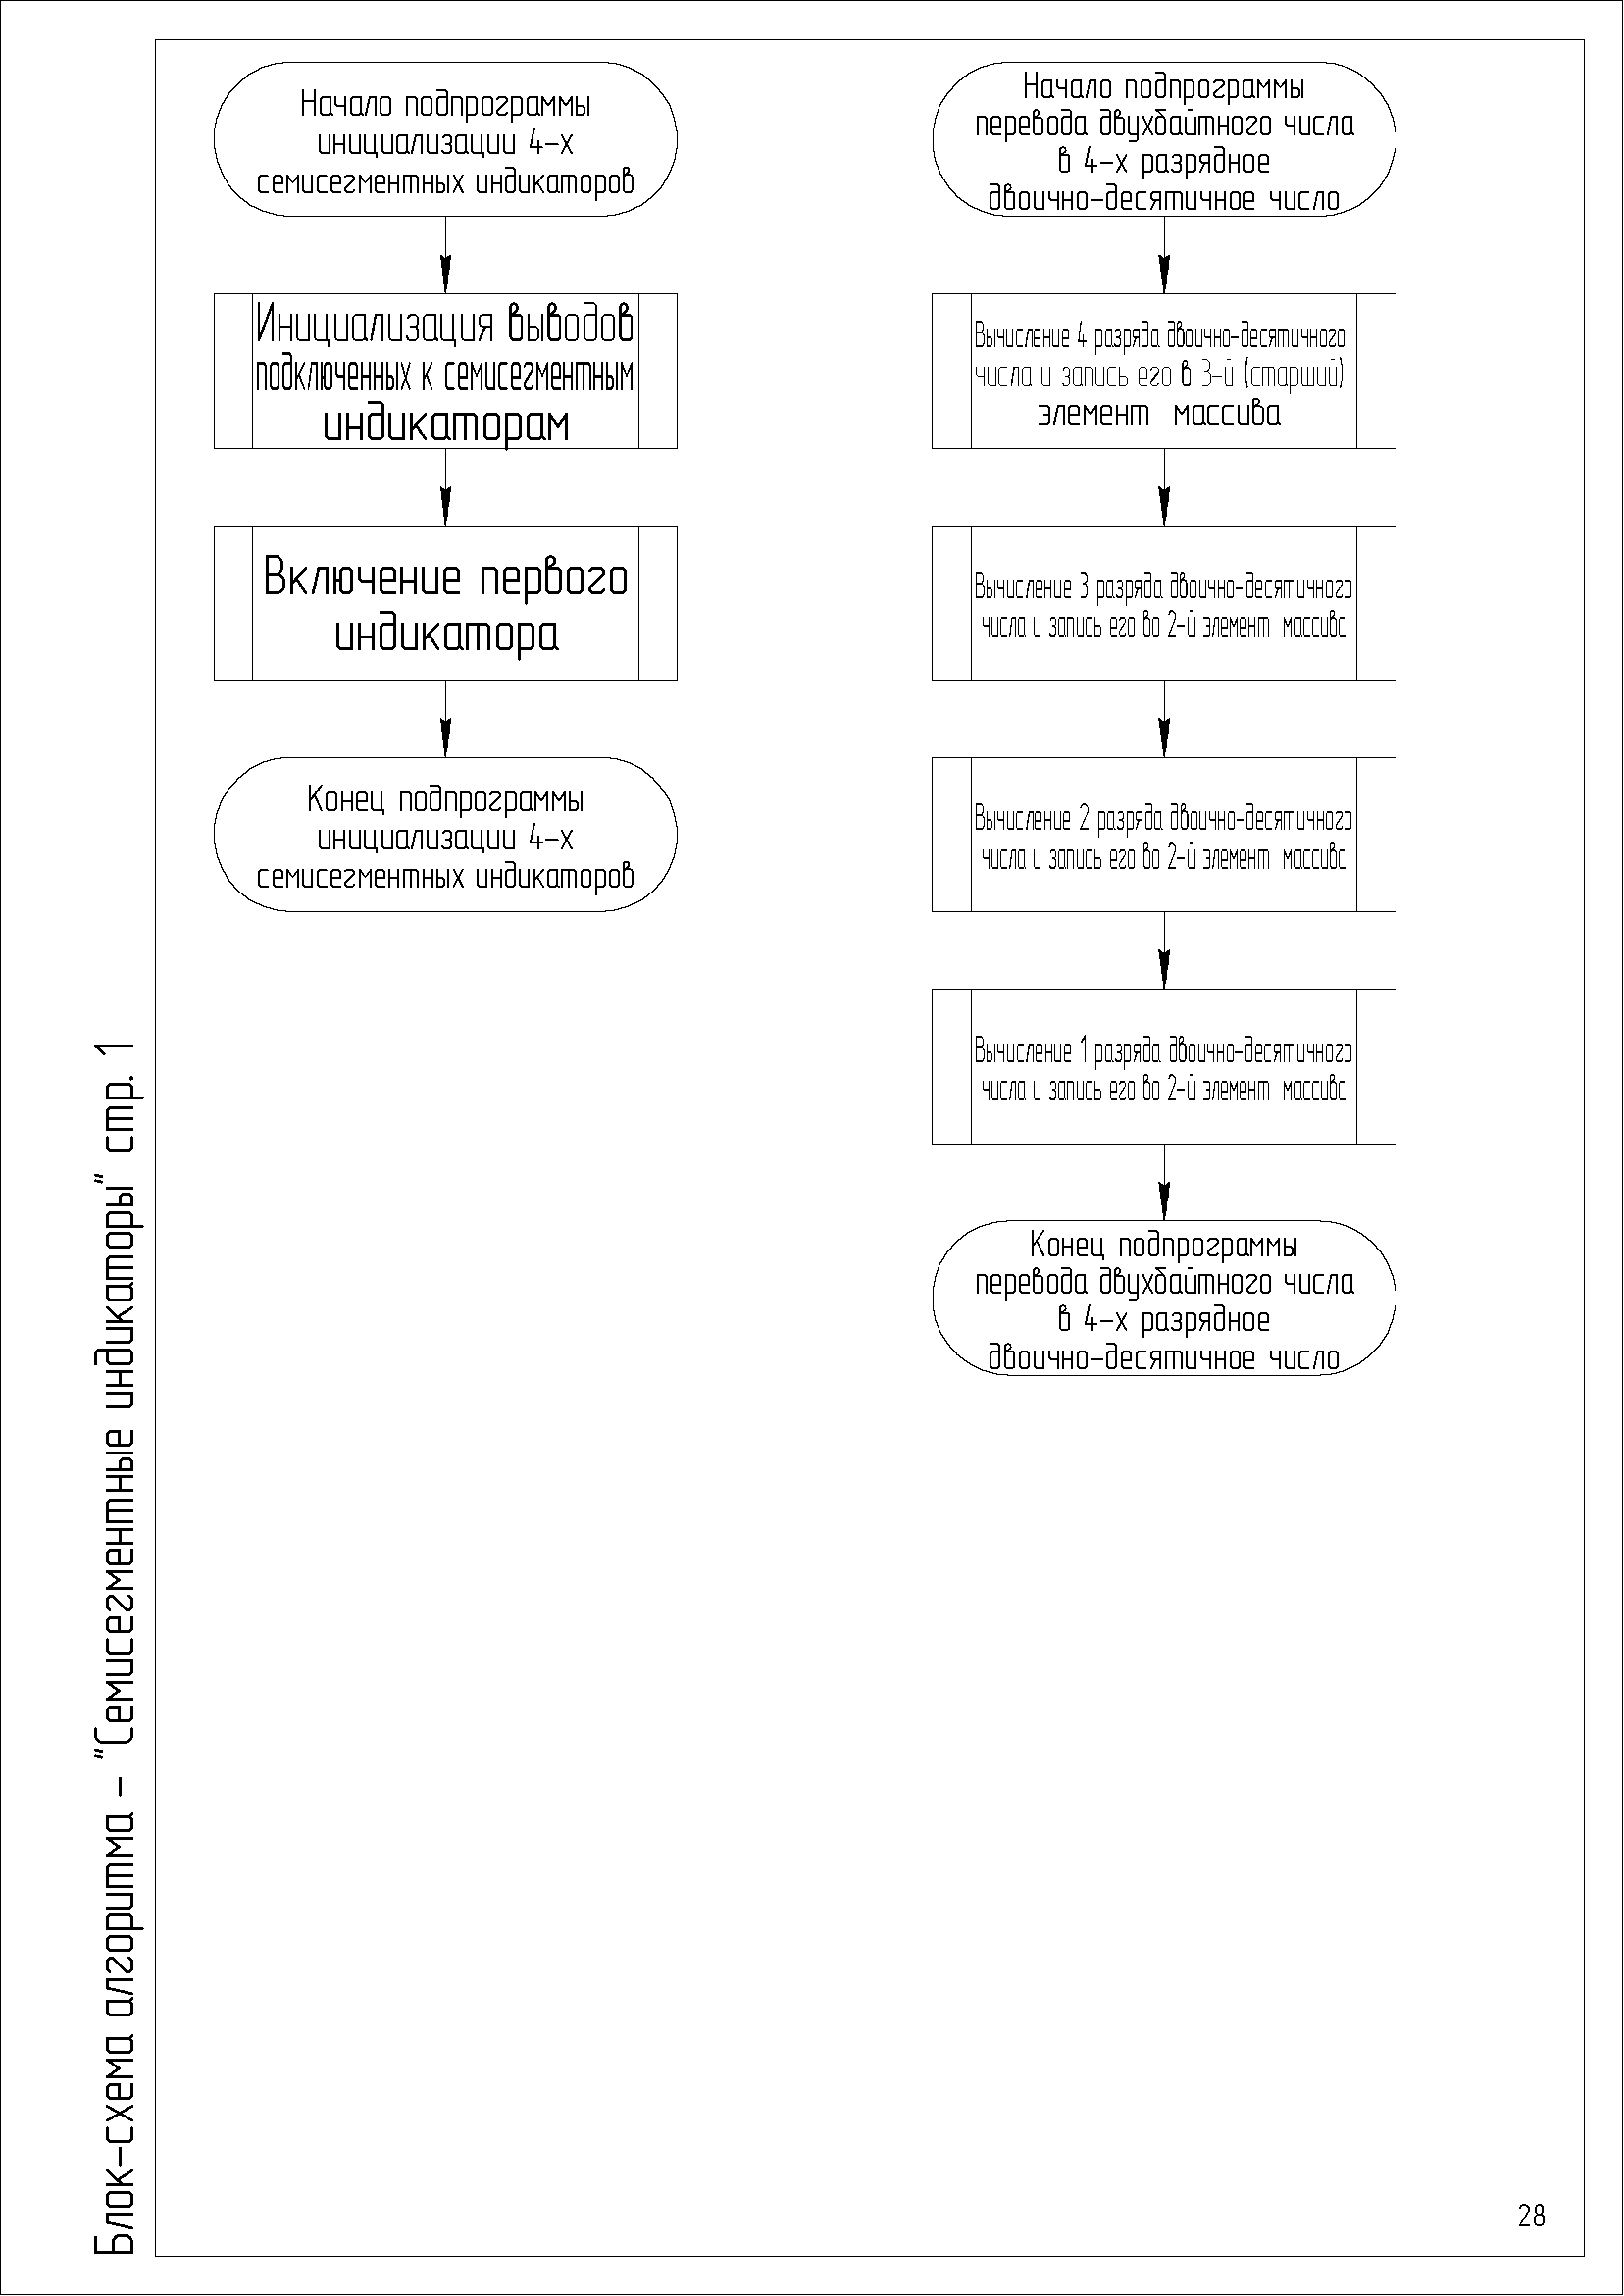 Блок-схема алгоритма - "Семисегментные индикаторы" стр. 1
Начало подпрограммы
инициализации 4-х
семисегментных индикаторов
Инициализация выводов
подключенных к семисегментным
индикаторам
Включение первого
индикатора
Конец подпрограммы
инициализации 4-х
семисегментных индикаторов
Начало подпрограммы
перевода двухбайтного числа
в 4-х разрядное
двоично-десятичное число
Вычисление 4 разряда двоично-десятичного
числа и запись его в 3-й (старший)
элемент массива
Вычисление 3 разряда двоично-десятичного
числа и запись его во 2-й элемент массива
Вычисление 2 разряда двоично-десятичного
числа и запись его во 2-й элемент массива
Вычисление 1 разряда двоично-десятичного
числа и запись его во 2-й элемент массива
Конец подпрограммы
перевода двухбайтного числа
в 4-х разрядное
двоично-десятичное число
28